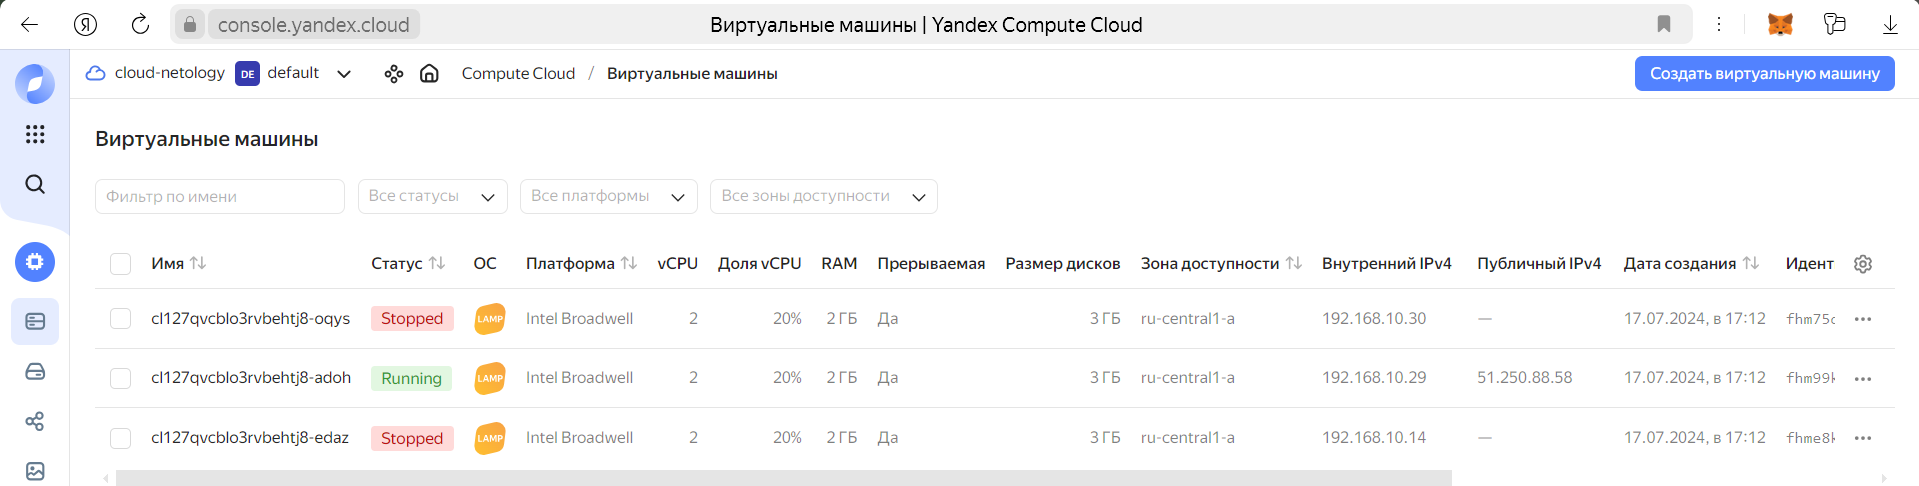 Я console.yandex.cloud Виртуальные машины | Yandex Compute Cloud
cloud-netology DE default Compute Cloud / Виртуальные машины Создать виртуальную машину
Виртуальные машины
Фильтр по имени Все статусы Все платформы Все зоны доступности
Имя Статус ОС Платформа vCPU Доля vCPU RAM Прерываемая Размер дисков Зона доступности Внутренний IPv4 Публичный IPv4 Дата создания Идент
cl127qvcblo3rvbehtj8-oqys Stopped LAMP Intel Broadwell 2 20% 2 ГБ Да 3 ГБ ru-central1-a 192.168.10.30 — 17.07.2024, в 17:12 fhm75c
cl127qvcblo3rvbehtj8-adoh Running LAMP Intel Broadwell 2 20% 2 ГБ Да 3 ГБ ru-central1-a 192.168.10.29 51.250.88.58 17.07.2024, в 17:12 fhm99k
cl127qvcblo3rvbehtj8-edaz Stopped LAMP Intel Broadwell 2 20% 2 ГБ Да 3 ГБ ru-central1-a 192.168.10.14 — 17.07.2024, в 17:12 fhme8k